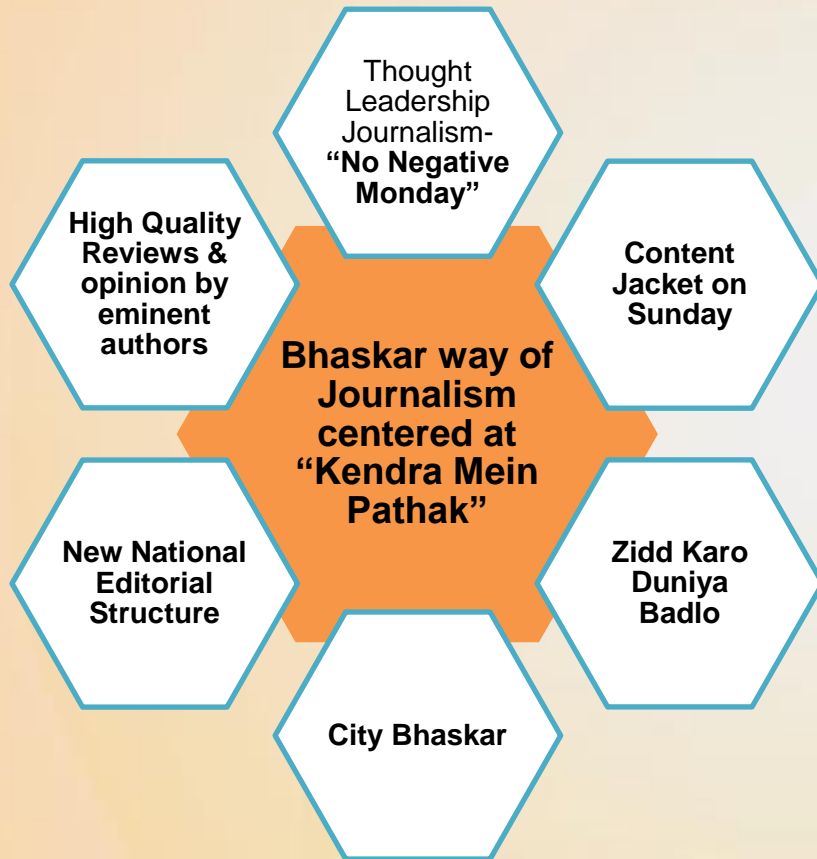 Thought
Leadership
Journalism-
“No Negative
Monday”
High Quality
Reviews &
opinion by
eminent
authors
Content
Jacket on
Sunday
Bhaskar way of
Journalism
centered at
“Kendra Mein
Pathak”
New National
Editorial
Structure
Zidd Karo
Duniya
Badlo
City Bhaskar